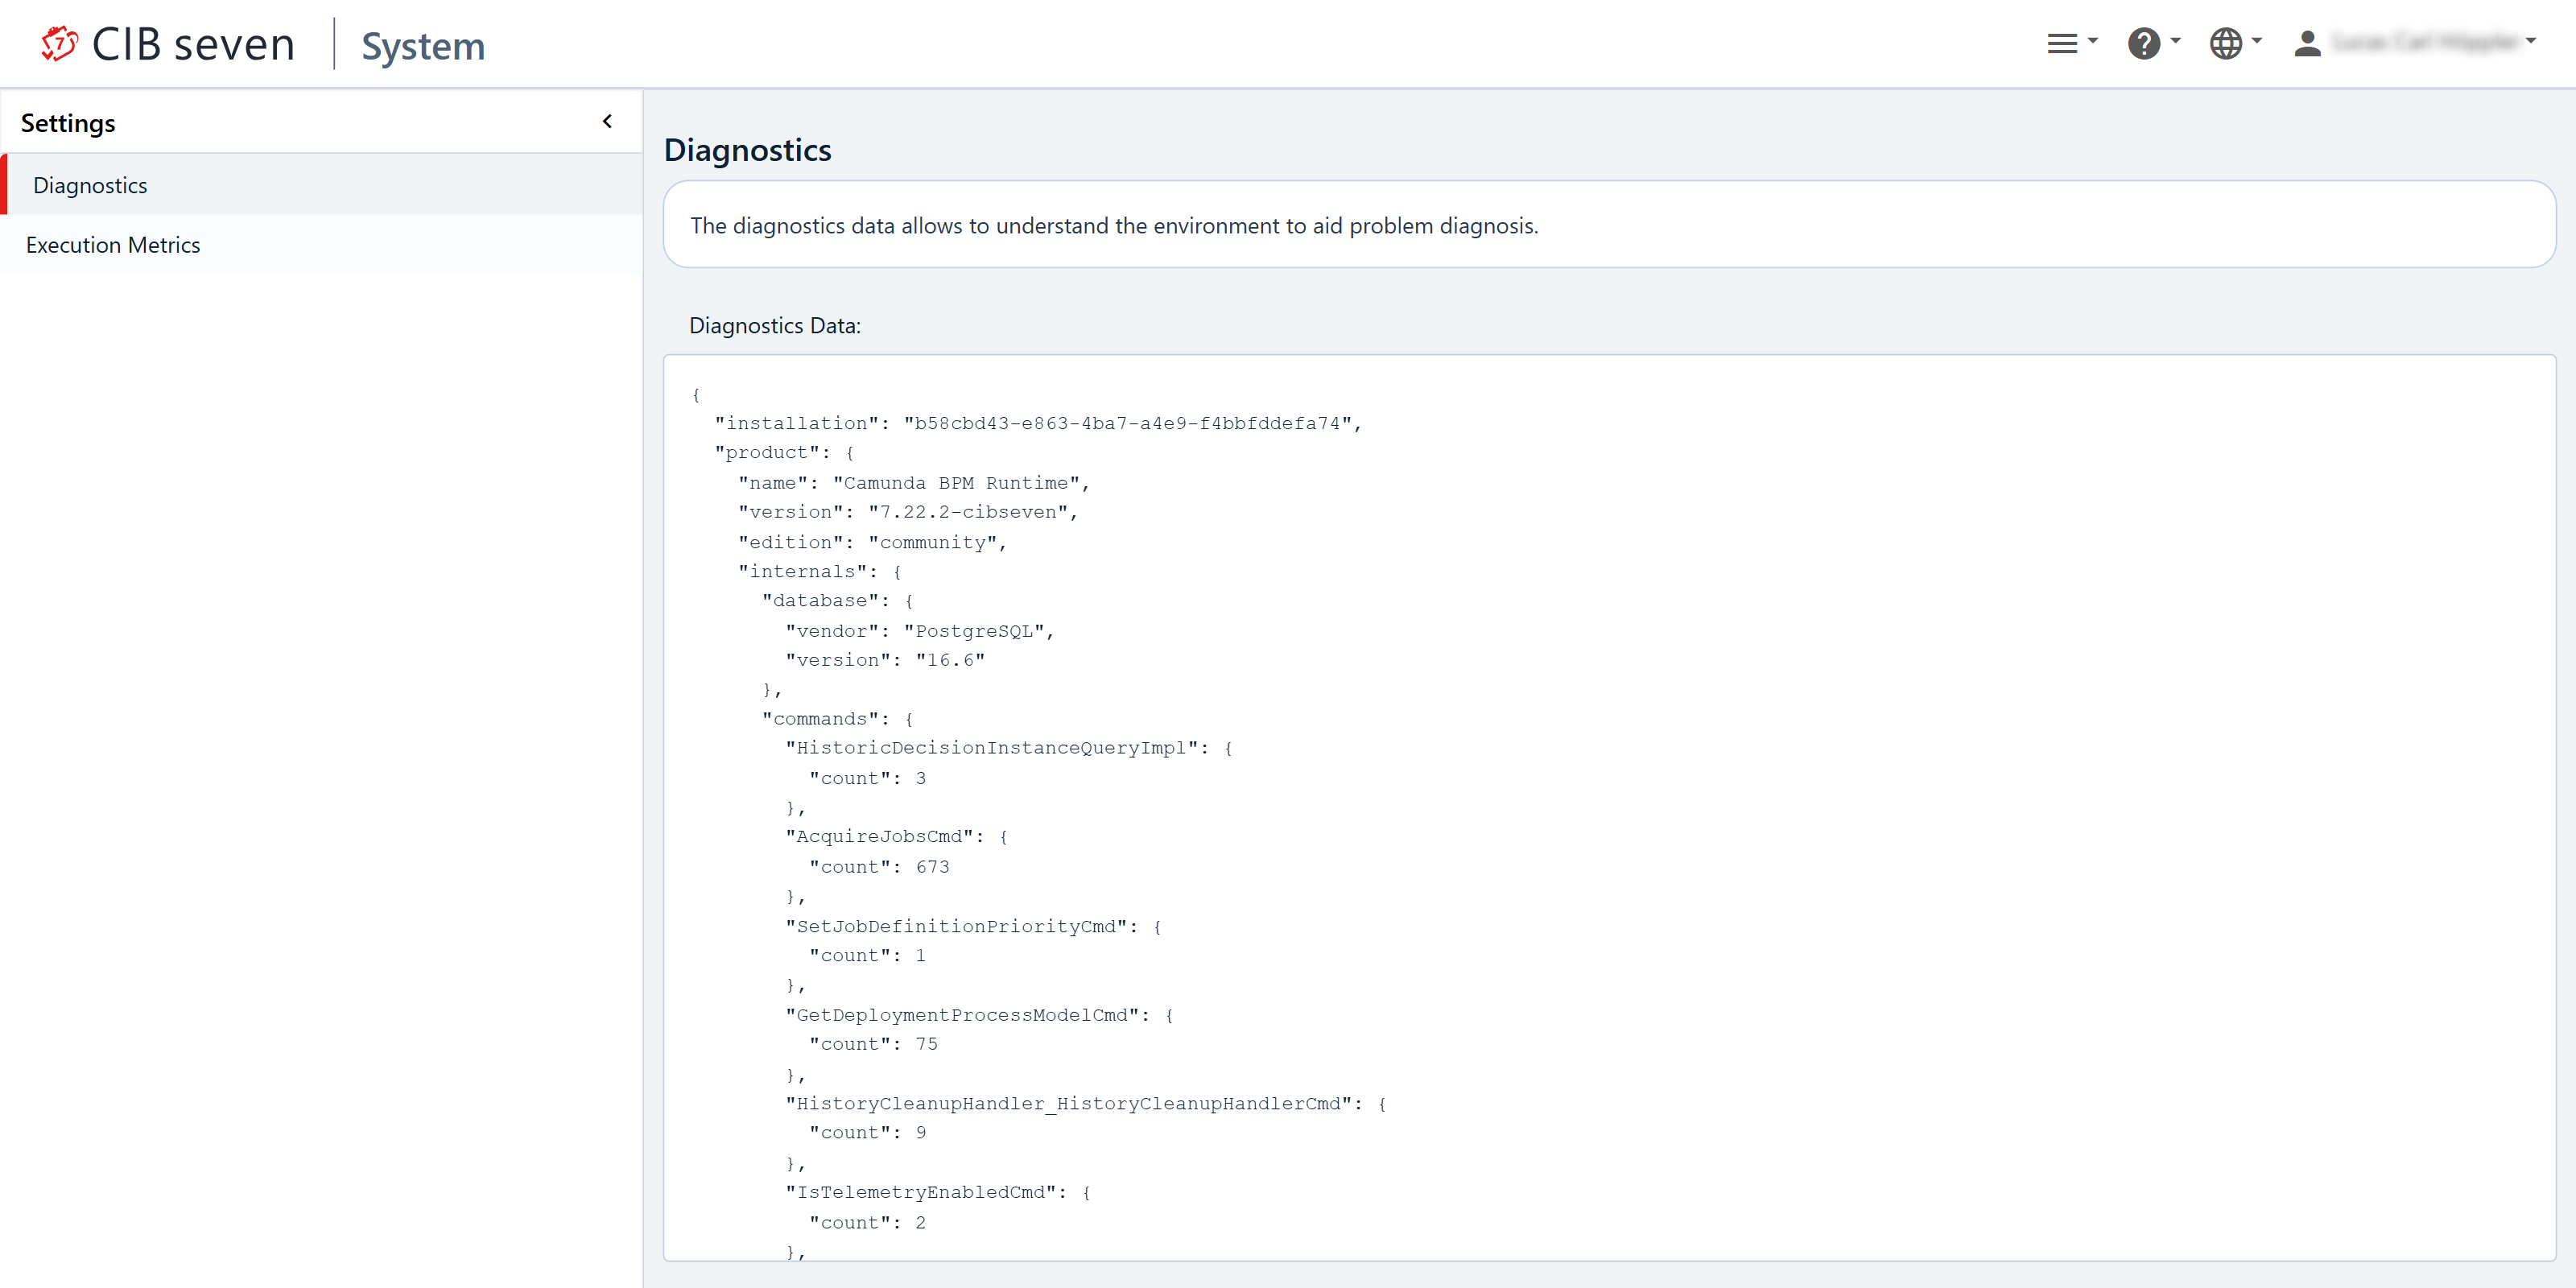 CIB seven
System
Settings
Diagnostics
Execution Metrics
Diagnostics
The diagnostics data allows to understand the environment to aid problem diagnosis.
Diagnostics Data:
{
"installation": "b58cbd43-e863-4ba7-a4e9-f4bbfddefa74",
"product": {
"name": "Camunda BPM Runtime",
"version": "7.22.2-cibseven",
"edition": "community",
"internals": {
"database": {
"vendor": "PostgreSQL",
"version": "16.6"
},
"commands": {
"HistoricDecisionInstanceQueryImpl": {
"count": 3
},
"AcquireJobsCmd": {
"count": 673
},
"SetJobDefinitionPriorityCmd": {
"count": 1
},
"GetDeploymentProcessModelCmd": {
"count": 75
},
"HistoryCleanupHandler_HistoryCleanupHandlerCmd": {
"count": 9
},
"IsTelemetryEnabledCmd": {
"count": 2
},